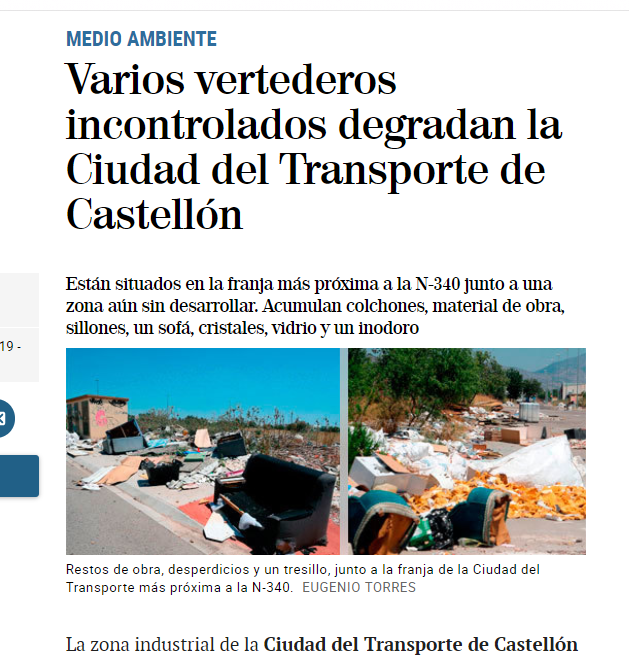 MEDIO AMBIENTE
Varios vertederos
incontrolados degradan la
Ciudad del Transporte de
Castellón
Están situados en la franja más próxima a la N-340 junto a una
zona aún sin desarrollar. Acumulan colchones, material de obra,
sillones, un sofá, cristales, vidrio y un inodoro
19 -
Restos de obra, desperdicios y un tresillo, junto a la franja de la Ciudad del
Transporte más próxima a la N-340. EUGENIO TORRES
La zona industrial de la Ciudad del Transporte de Castellón